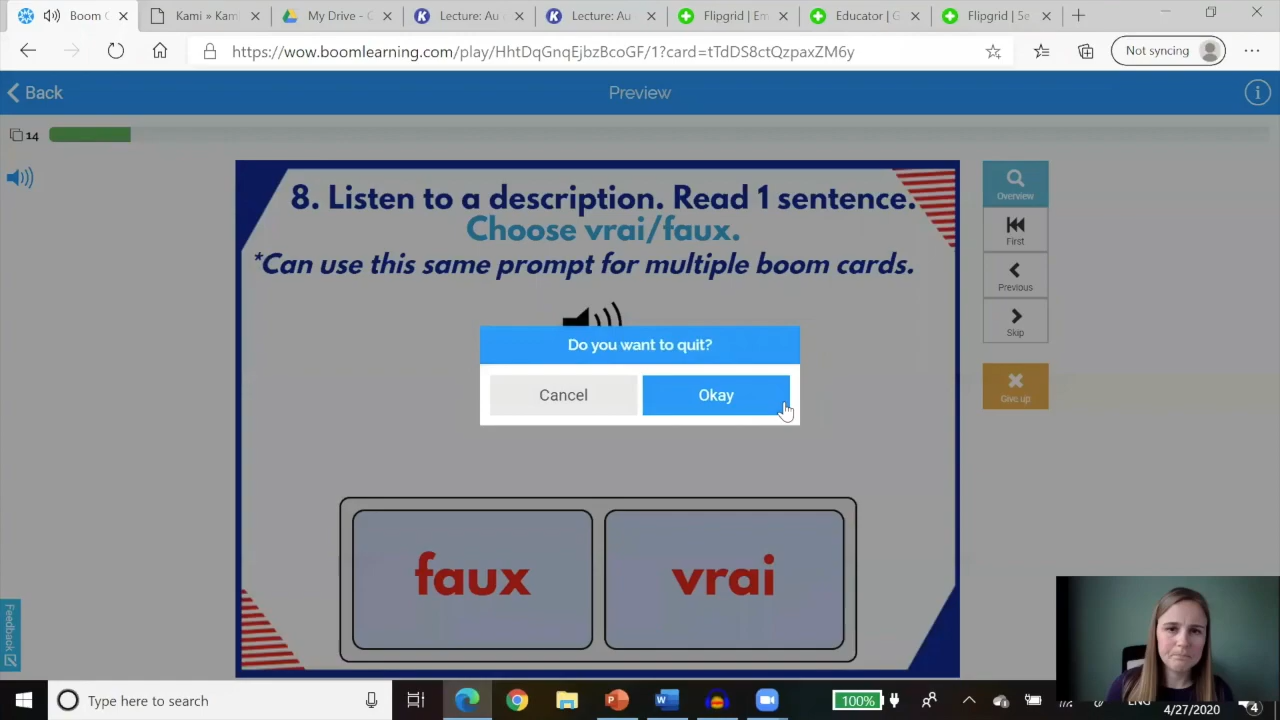 Boom C
Kami » Kami
My Drive - G
Lecture: Au
Lecture: Au
Flipgrid | Em
Educator | G
Flipgrid | Se
https://wow.boomlearning.com/play/HhtDqGnqEjbzBcoGF/1?card=tTdDS8ctQzpaxZM6y
Not syncing
Back
Preview
14
8. Listen to a description. Read 1 sentence.
Choose vrai/faux.
*Can use this same prompt for multiple boom cards.
Overview
First
Previous
Skip
Give up
Do you want to quit?
Cancel
Okay
faux
vrai
Feedback
Type here to search
100%
ENG
4/27/2020
4